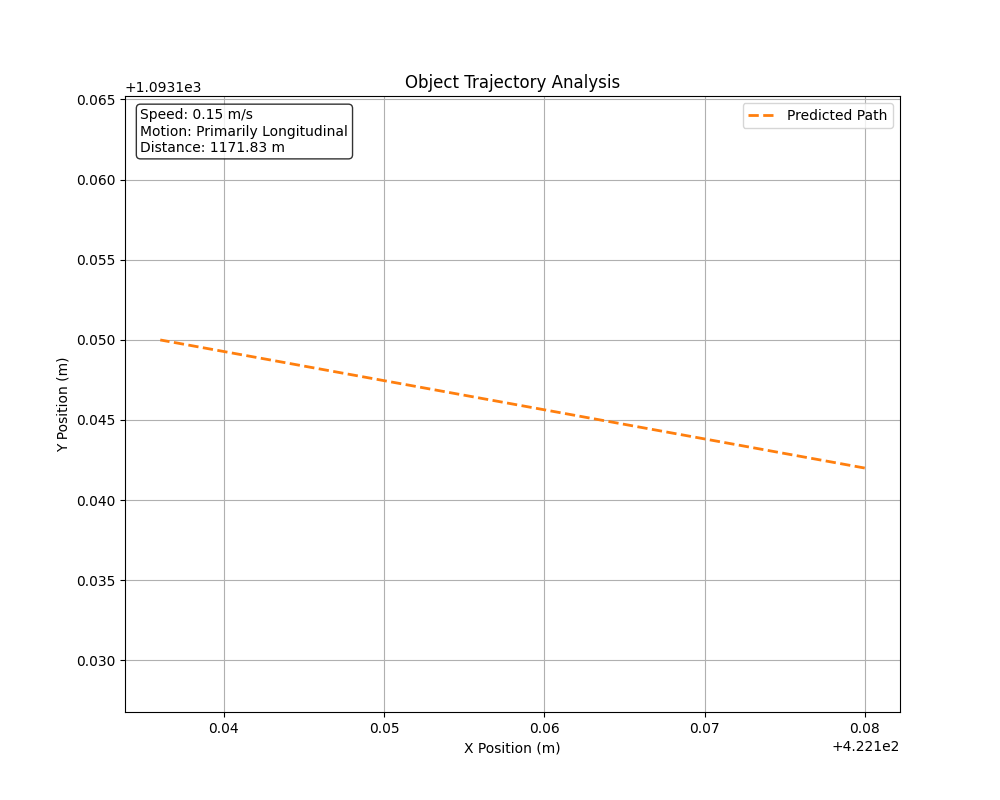 Object Trajectory Analysis
+1.0931e3
Speed: 0.15 m/s
Motion: Primarily Longitudinal
Distance: 1171.83 m
Predicted Path
0.065
0.060
0.055
0.050
0.045
0.040
0.035
0.030
Y Position (m)
0.04 0.05 0.06 0.07 0.08
X Position (m)
+4.221e2